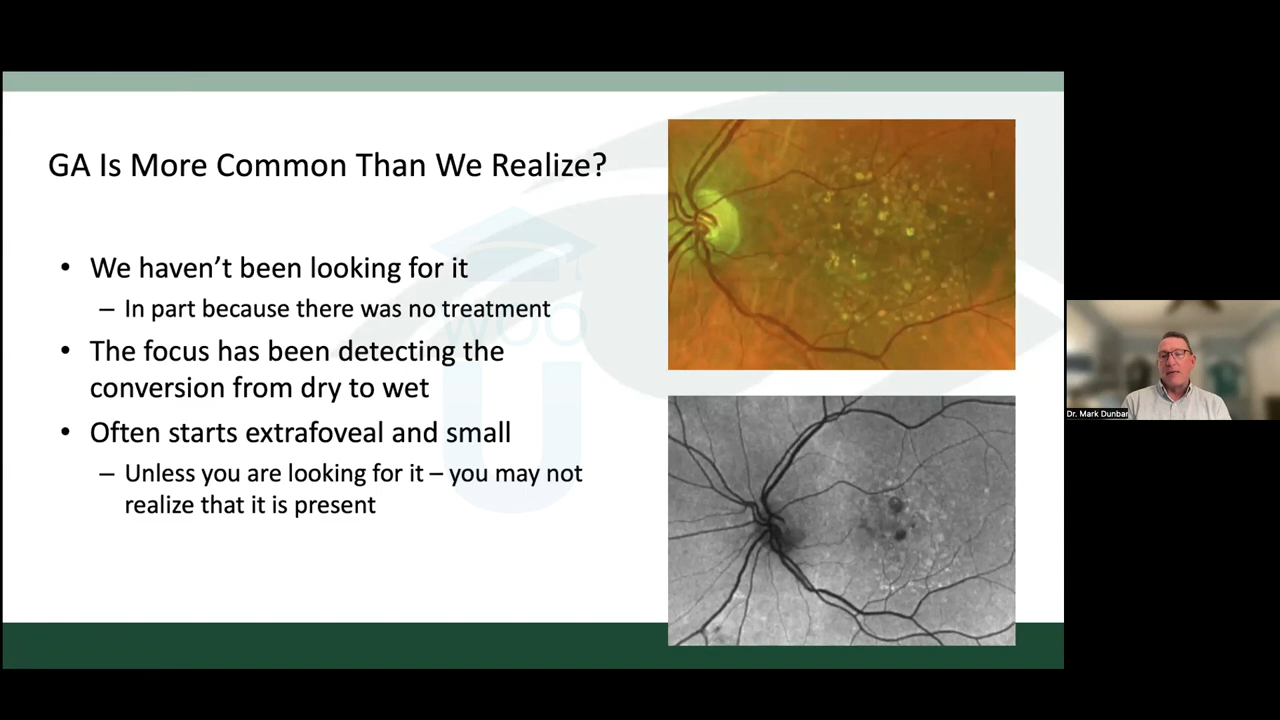 GA Is More Common Than We Realize?
• We haven’t been looking for it
– In part because there was no treatment
• The focus has been detecting the
conversion from dry to wet
• Often starts extrafoveal and small
– Unless you are looking for it – you may not
realize that it is present
WOO
U
Dr. Mark Dunbar